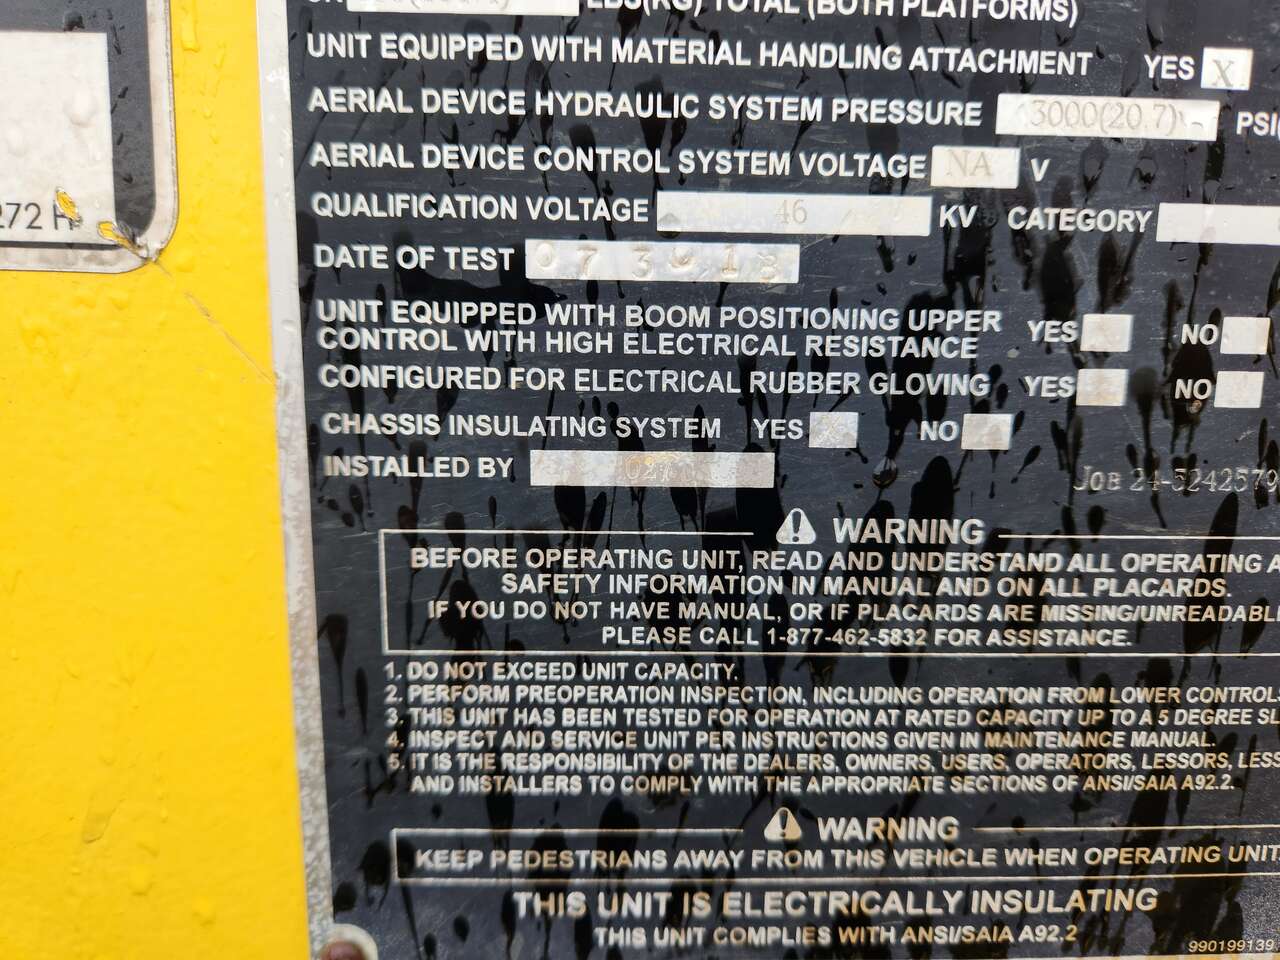 LBS(KG) TOTAL (BOTH PLATFORMS)
UNIT EQUIPPED WITH MATERIAL HANDLING ATTACHMENT YES X
AERIAL DEVICE HYDRAULIC SYSTEM PRESSURE 3000(20.7) PSI
AERIAL DEVICE CONTROL SYSTEM VOLTAGE NA V
QUALIFICATION VOLTAGE 46 KV CATEGORY
272 H
DATE OF TEST 073018
UNIT EQUIPPED WITH BOOM POSITIONING UPPER
CONTROL WITH HIGH ELECTRICAL RESISTANCE YES NO
CONFIGURED FOR ELECTRICAL RUBBER GLOVING YES NO
CHASSIS INSULATING SYSTEM YES X NO
INSTALLED BY 027
JOB 24-5242579
WARNING
BEFORE OPERATING UNIT, READ AND UNDERSTAND ALL OPERATING A
SAFETY INFORMATION IN MANUAL AND ON ALL PLACARDS.
IF YOU DO NOT HAVE MANUAL, OR IF PLACARDS ARE MISSING/UNREADABLE
PLEASE CALL 1-877-462-5832 FOR ASSISTANCE.
1. DO NOT EXCEED UNIT CAPACITY.
2. PERFORM PREOPERATION INSPECTION, INCLUDING OPERATION FROM LOWER CONTROL
3. THIS UNIT HAS BEEN TESTED FOR OPERATION AT RATED CAPACITY UP TO A 5 DEGREE SL
4. INSPECT AND SERVICE UNIT PER INSTRUCTIONS GIVEN IN MAINTENANCE MANUAL.
5. IT IS THE RESPONSIBILITY OF THE DEALERS, OWNERS, USERS, OPERATORS, LESSORS, LESS
AND INSTALLERS TO COMPLY WITH THE APPROPRIATE SECTIONS OF ANSI/SAIA A92.2.
WARNING
KEEP PEDESTRIANS AWAY FROM THIS VEHICLE WHEN OPERATING UNIT.
THIS UNIT IS ELECTRICALLY INSULATING
THIS UNIT COMPLIES WITH ANSI/SAIA A92.2
990199139